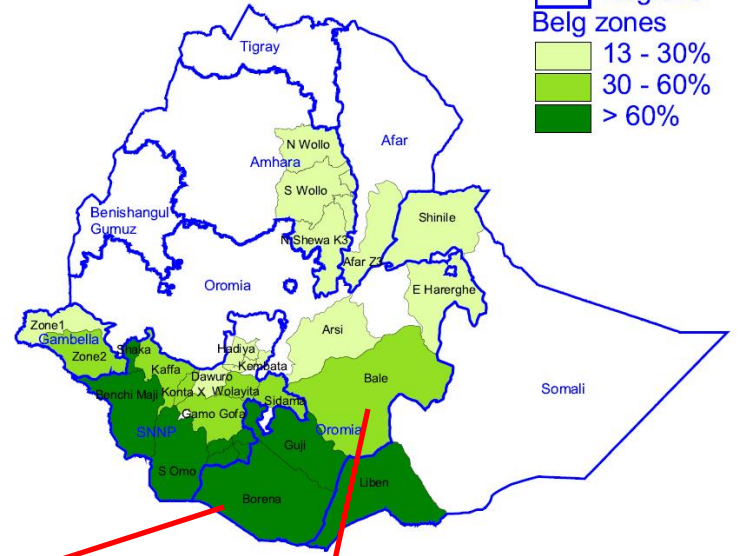 Belg zones
13 - 30%
30 - 60%
> 60%
Tigray
Afar
N Wollo
Amhara
S Wollo
Benishangul
Gumuz
Shinile
N Shewa K3
Afar Z3
Oromia
E Harerghe
Zone1
Gambella
Zone2
Shaka
Hadiya
Arsi
Kaffa
Kembata
Dawuro
Bale
Benchi Maji
Konta X
Wolayita
Sidama
Somali
Gamo Gofa
SNNP
Oromia
Guji
S Omo
Liben
Borena